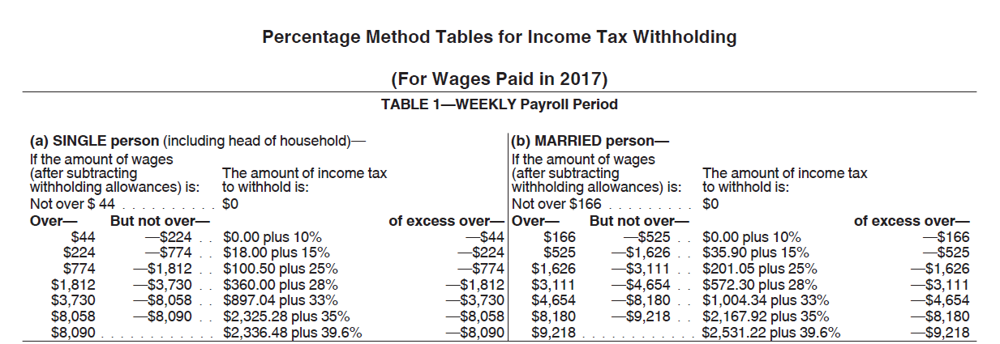 Percentage Method Tables for Income Tax Withholding
(For Wages Paid in 2017)
TABLE 1—WEEKLY Payroll Period
(a) SINGLE person (including head of household)—
If the amount of wages
(after subtracting The amount of income tax
withholding allowances) is: to withhold is:
Not over $ 44 . . . . . . . . . . $0
Over— But not over— of excess over—
$44 —$224 . . $0.00 plus 10% —$44
$224 —$774 . . $18.00 plus 15% —$224
$774 —$1,812 . . $100.50 plus 25% —$774
$1,812 —$3,730 . . $360.00 plus 28% —$1,812
$3,730 —$8,058 . . $897.04 plus 33% —$3,730
$8,058 —$8,090 . . $2,325.28 plus 35% —$8,058
$8,090 . . . . . . . . . . . . $2,336.48 plus 39.6% —$8,090
(b) MARRIED person—
If the amount of wages
(after subtracting The amount of income tax
withholding allowances) is: to withhold is:
Not over $166 . . . . . . . . . $0
Over— But not over— of excess over—
$166 —$525 . . $0.00 plus 10% —$166
$525 —$1,626 . . $35.90 plus 15% —$525
$1,626 —$3,111 . . $201.05 plus 25% —$1,626
$3,111 —$4,654 . . $572.30 plus 28% —$3,111
$4,654 —$8,180 . . $1,004.34 plus 33% —$4,654
$8,180 —$9,218 . . $2,167.92 plus 35% —$8,180
$9,218 . . . . . . . . . . . . $2,531.22 plus 39.6% —$9,218